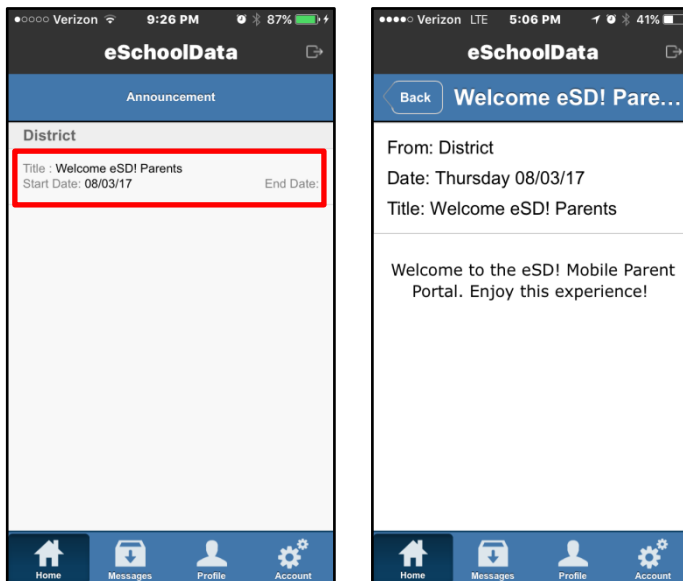 Verizon 9:26 PM 87%
eSchoolData
Announcement
District
Title : Welcome eSD! Parents
Start Date: 08/03/17 End Date:
Home Messages Profile Account
Verizon LTE 5:06 PM 41%
eSchoolData
Back Welcome eSD! Pare...
From: District
Date: Thursday 08/03/17
Title: Welcome eSD! Parents
Welcome to the eSD! Mobile Parent
Portal. Enjoy this experience!
Home Messages Profile Account